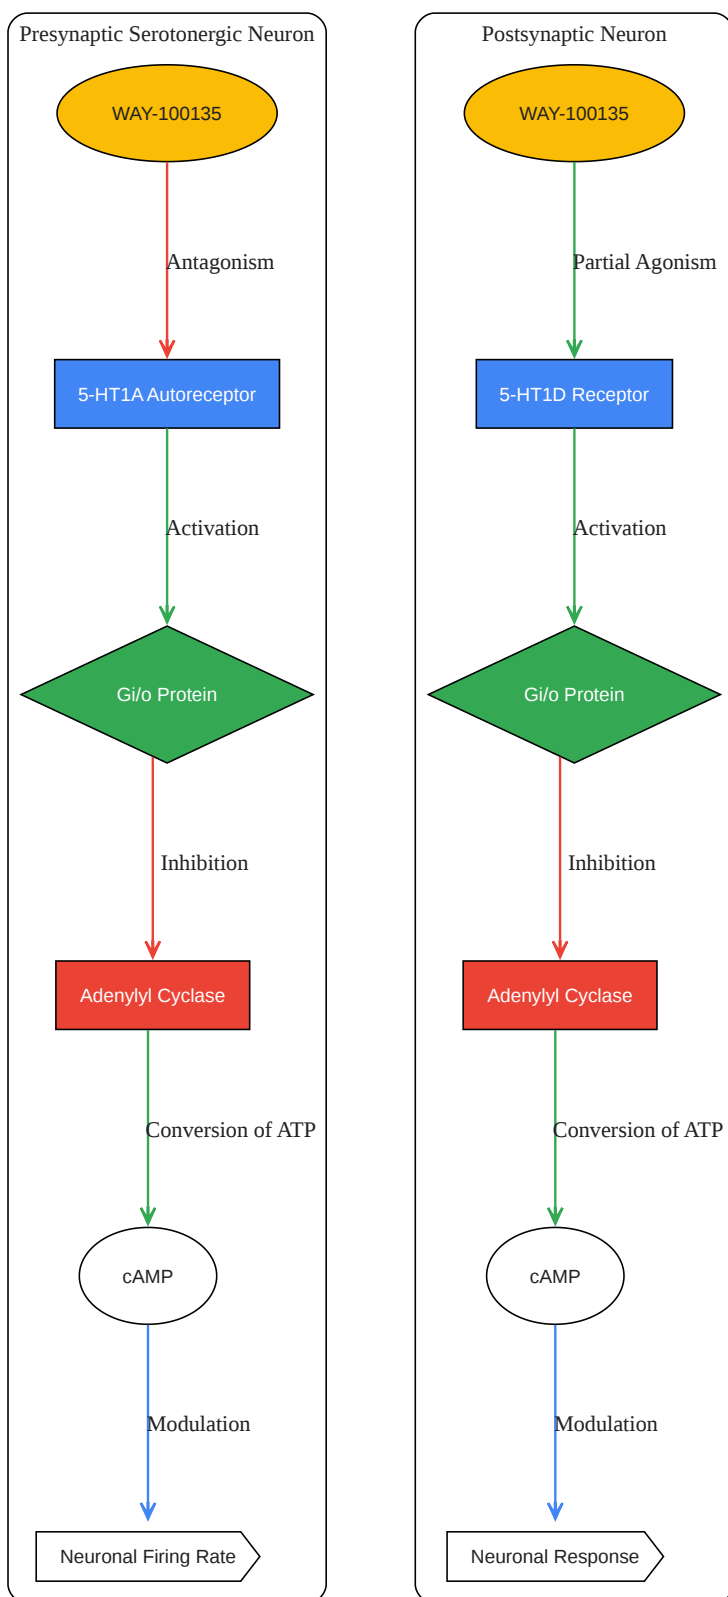 Presynaptic Serotonergic Neuron
WAY-100135
Antagonism
5-HT1A Autoreceptor
Activation
Gi/o Protein
Inhibition
Adenylyl Cyclase
Conversion of ATP
cAMP
Modulation
Neuronal Firing Rate
Postsynaptic Neuron
WAY-100135
Partial Agonism
5-HT1D Receptor
Activation
Gi/o Protein
Inhibition
Adenylyl Cyclase
Conversion of ATP
cAMP
Modulation
Neuronal Response